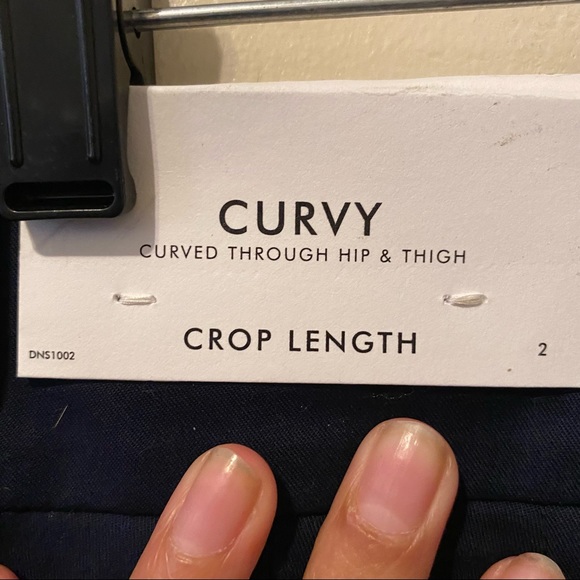 CURVY
CURVED THROUGH HIP & THIGH
CROP LENGTH
DNS1002
2